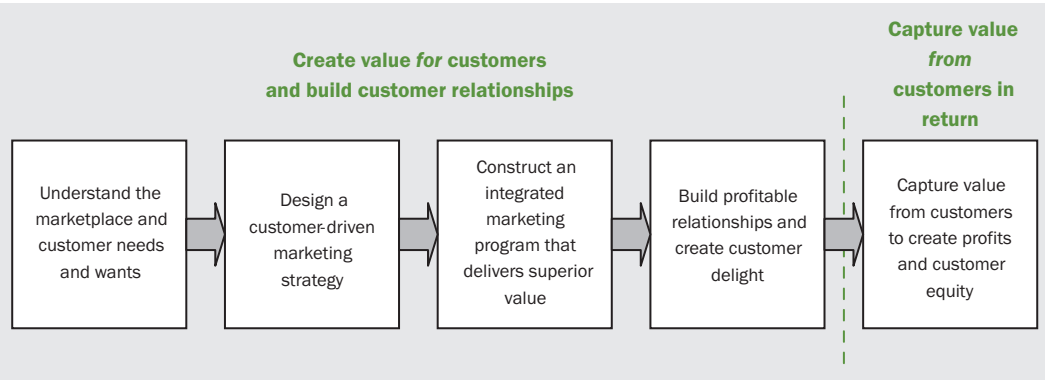 Create value for customers
and build customer relationships
Capture value
from
customers in
return
Understand the
marketplace and
customer needs
and wants
Design a
customer-driven
marketing
strategy
Construct an
integrated
marketing
program that
delivers superior
value
Build profitable
relationships and
create customer
delight
Capture value
from customers
to create profits
and customer
equity